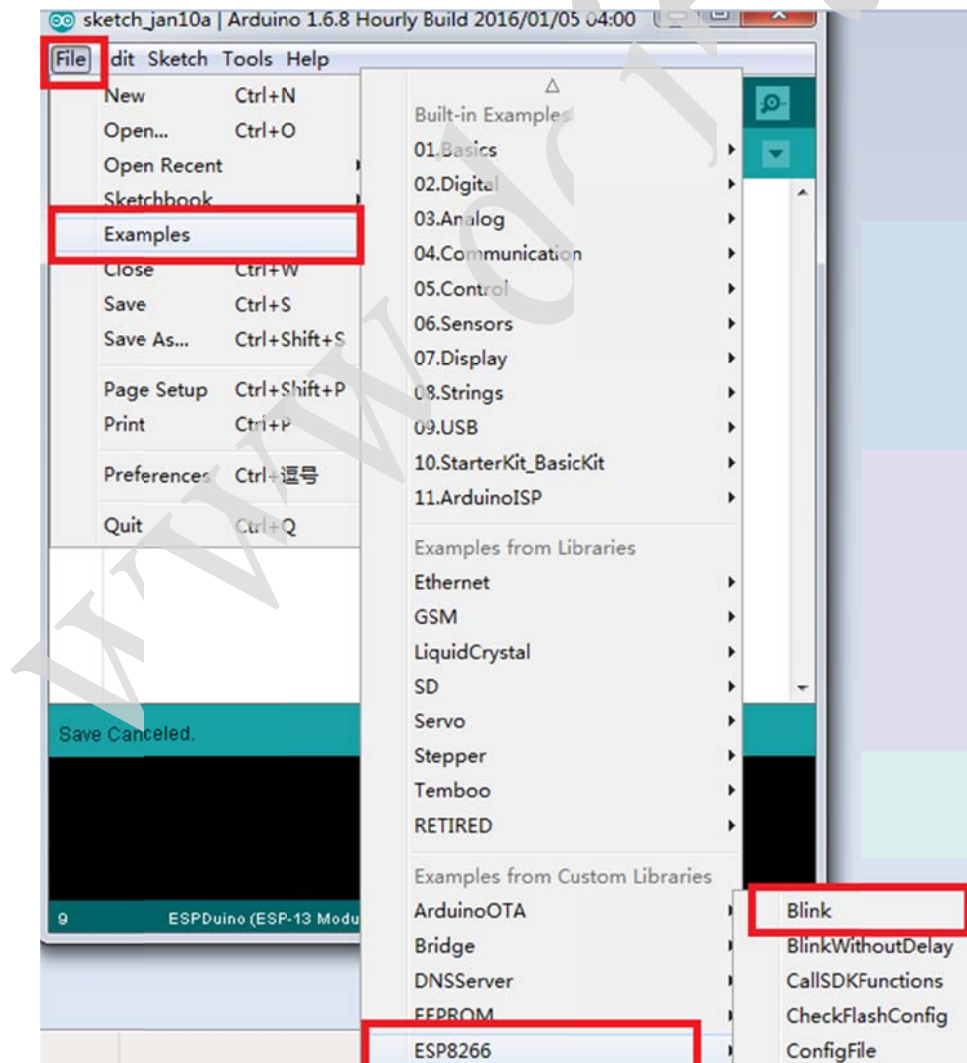 sketch_jan10a | Arduino 1.6.8 Hourly Build 2016/01/05 04:00
File dit Sketch Tools Help
New Ctrl+N
Open... Ctrl+O
Open Recent
Sketchbook
Examples
Close Ctrl+W
Save Ctrl+S
Save As... Ctrl+Shift+S
Page Setup Ctrl+Shift+P
Print Ctrl+P
Preferences Ctrl+逗号
Quit Ctrl+Q
Built-in Examples
01.Basics
02.Digital
03.Analog
04.Communication
05.Control
06.Sensors
07.Display
08.Strings
09.USB
10.StarterKit_BasicKit
11.ArduinoISP
Examples from Libraries
Ethernet
GSM
LiquidCrystal
SD
Servo
Stepper
Temboo
RETIRED
Examples from Custom Libraries
ArduinoOTA
Bridge
DNSServer
EEPROM
ESP8266
Blink
BlinkWithoutDelay
CallSDKFunctions
CheckFlashConfig
ConfigFile
Save Canceled.
9 ESPDuino (ESP-13 Modu